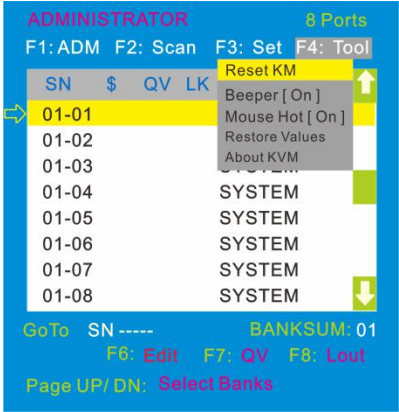 ADMINISTRATOR 8 Ports
F1: ADM F2: Scan F3: Set F4: Tool
SN $ QV LK
Reset KM
Beeper [ On ]
Mouse Hot [ On ]
Restore Values
About KVM
01-01
01-02
01-03
01-04 SYSTEM
01-05 SYSTEM
01-06 SYSTEM
01-07 SYSTEM
01-08 SYSTEM
GoTo SN ----- BANKSUM: 01
F6: Edit F7: QV F8: Lout
Page UP/ DN: Select Banks